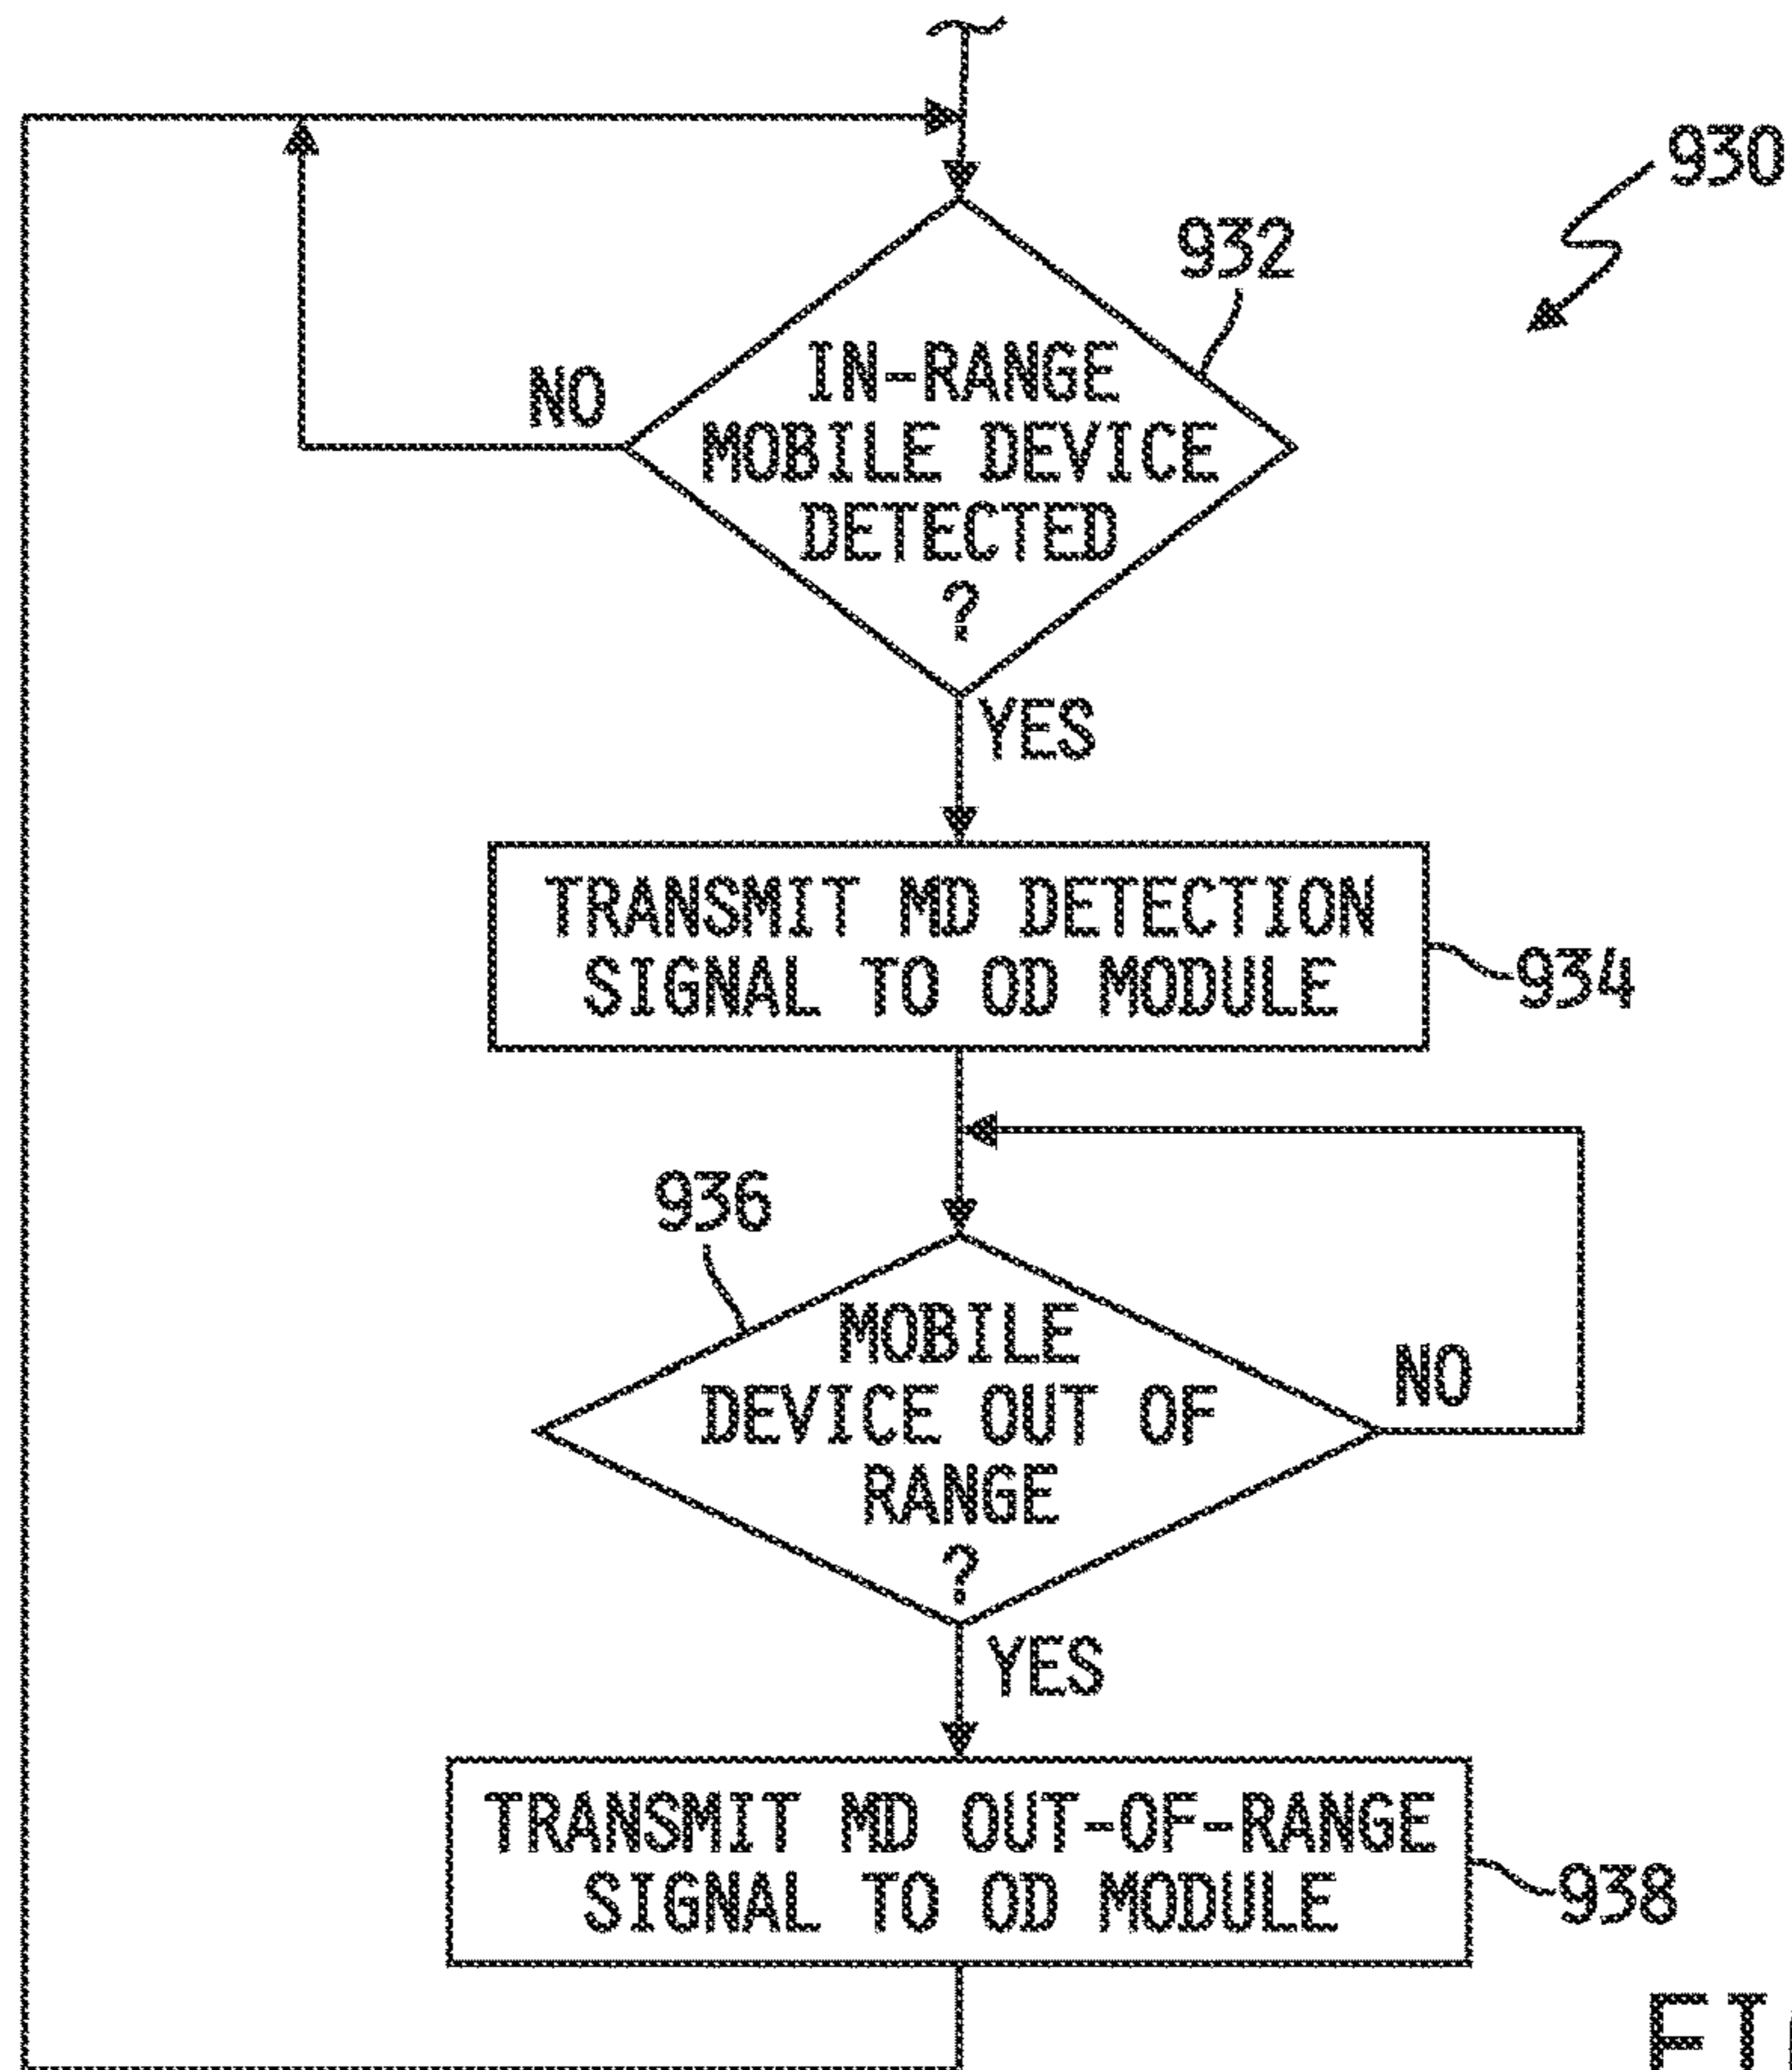 930
932
IN-RANGE
MOBILE DEVICE
DETECTED
?
NO
YES
TRANSMIT MD DETECTION
SIGNAL TO OD MODULE
934
936
MOBILE
DEVICE OUT OF
RANGE
?
NO
YES
TRANSMIT MD OUT-OF-RANGE
SIGNAL TO OD MODULE
938